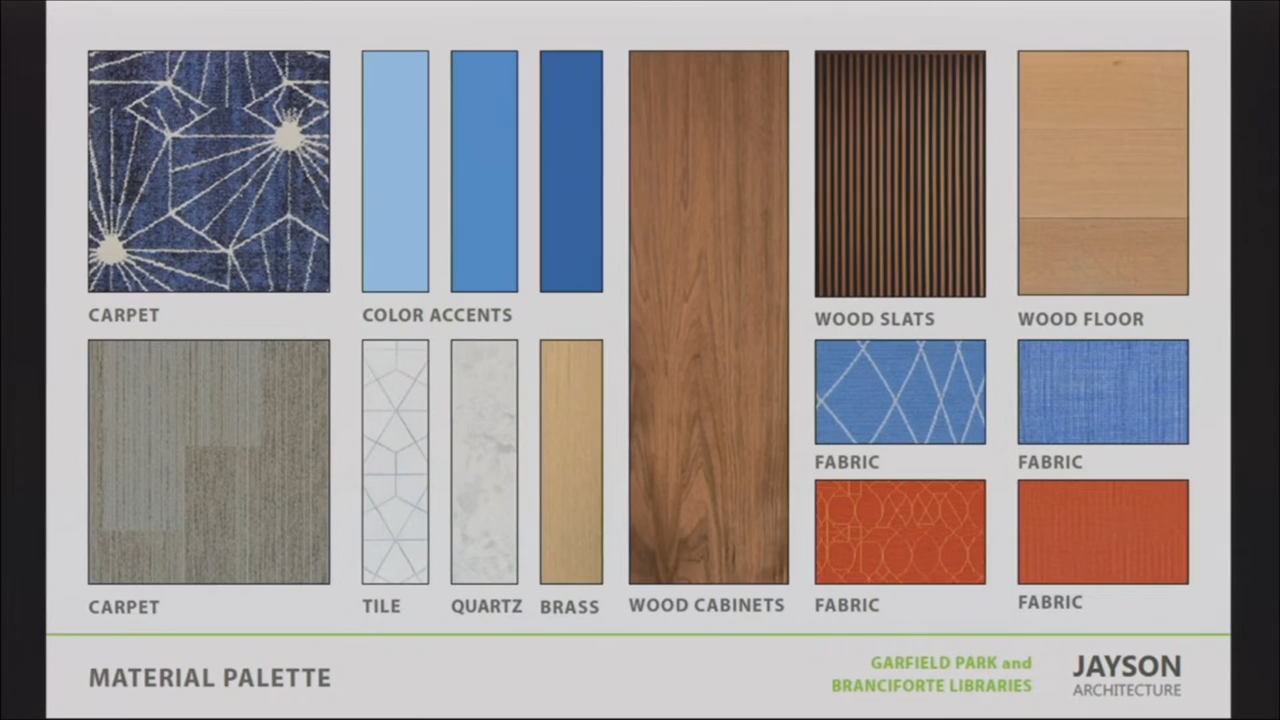 CARPET
COLOR ACCENTS
WOOD SLATS
WOOD FLOOR
FABRIC
FABRIC
CARPET
TILE
QUARTZ
BRASS
WOOD CABINETS
FABRIC
FABRIC
MATERIAL PALETTE
GARFIELD PARK and
BRANCIFORTE LIBRARIES
JAYSON
ARCHITECTURE